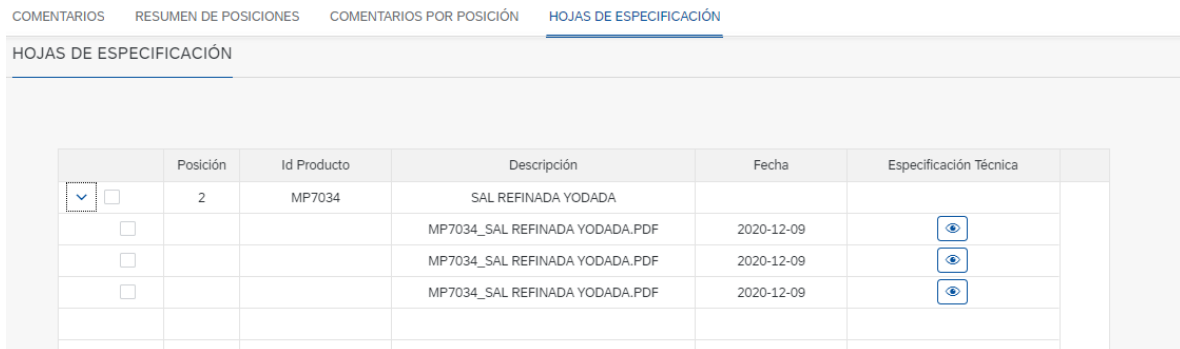 COMENTARIOS RESUMEN DE POSICIONES COMENTARIOS POR POSICIÓN HOJAS DE ESPECIFICACIÓN
HOJAS DE ESPECIFICACIÓN
Posición Id Producto Descripción Fecha Especificación Técnica
2 MP7034 SAL REFINADA YODADA
MP7034_SAL REFINADA YODADA.PDF 2020-12-09
MP7034_SAL REFINADA YODADA.PDF 2020-12-09
MP7034_SAL REFINADA YODADA.PDF 2020-12-09